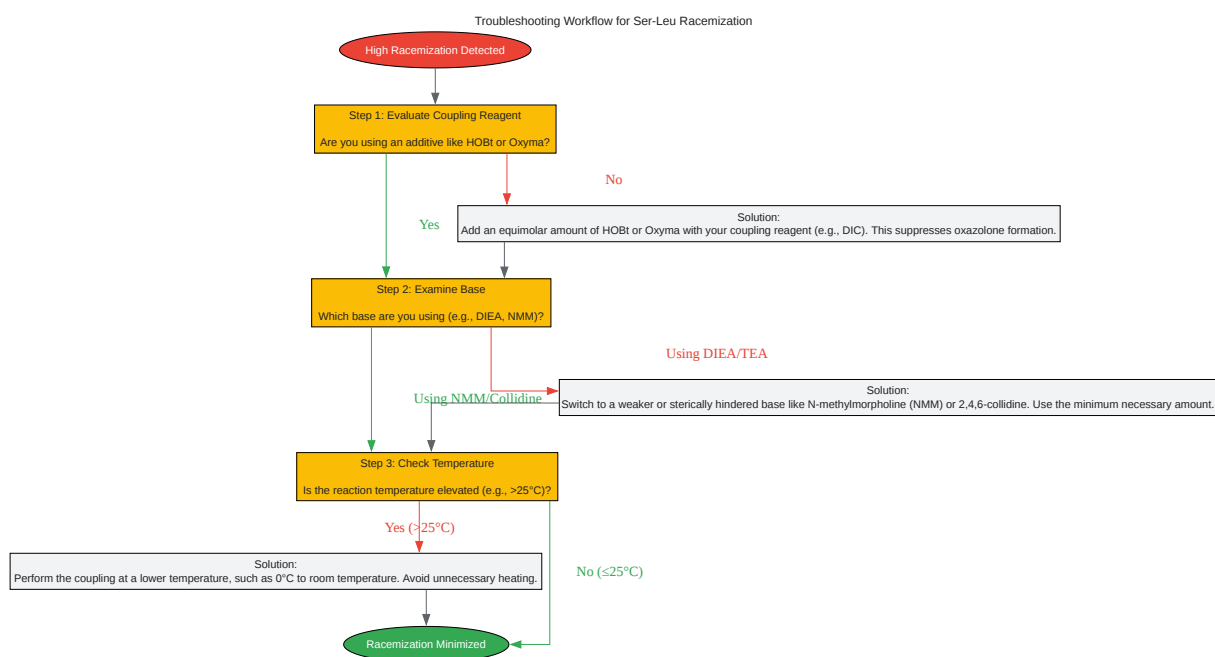 Troubleshooting Workflow for Ser-Leu Racemization
High Racemization Detected
Step 1: Evaluate Coupling Reagent
Are you using an additive like HOBt or Oxyma?
No
Yes
Solution:
Add an equimolar amount of HOBt or Oxyma with your coupling reagent (e.g., DIC). This suppresses oxazolone formation.
Step 2: Examine Base
Which base are you using (e.g., DIEA, NMM)?
Using DIEA/TEA
Using NMM/Collidine
Solution:
Switch to a weaker or sterically hindered base like N-methylmorpholine (NMM) or 2,4,6-collidine. Use the minimum necessary amount.
Step 3: Check Temperature
Is the reaction temperature elevated (e.g., >25°C)?
Yes (>25°C)
No (≤25°C)
Solution:
Perform the coupling at a lower temperature, such as 0°C to room temperature. Avoid unnecessary heating.
Racemization Minimized